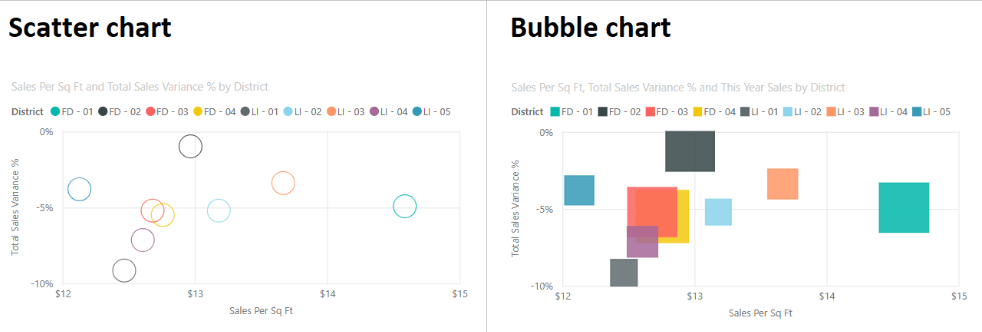 Scatter chart
Sales Per Sq Ft and Total Sales Variance % by District
District FD - 01 FD - 02 FD - 03 FD - 04 LI - 01 LI - 02 LI - 03 LI - 04 LI - 05
0%
-5%
-10%
Total Sales Variance %
$12 $13 $14 $15
Sales Per Sq Ft
Bubble chart
Sales Per Sq Ft, Total Sales Variance % and This Year Sales by District
District FD - 01 FD - 02 FD - 03 FD - 04 LI - 01 LI - 02 LI - 03 LI - 04 LI - 05
0%
-5%
-10%
Total Sales Variance %
$12 $13 $14 $15
Sales Per Sq Ft